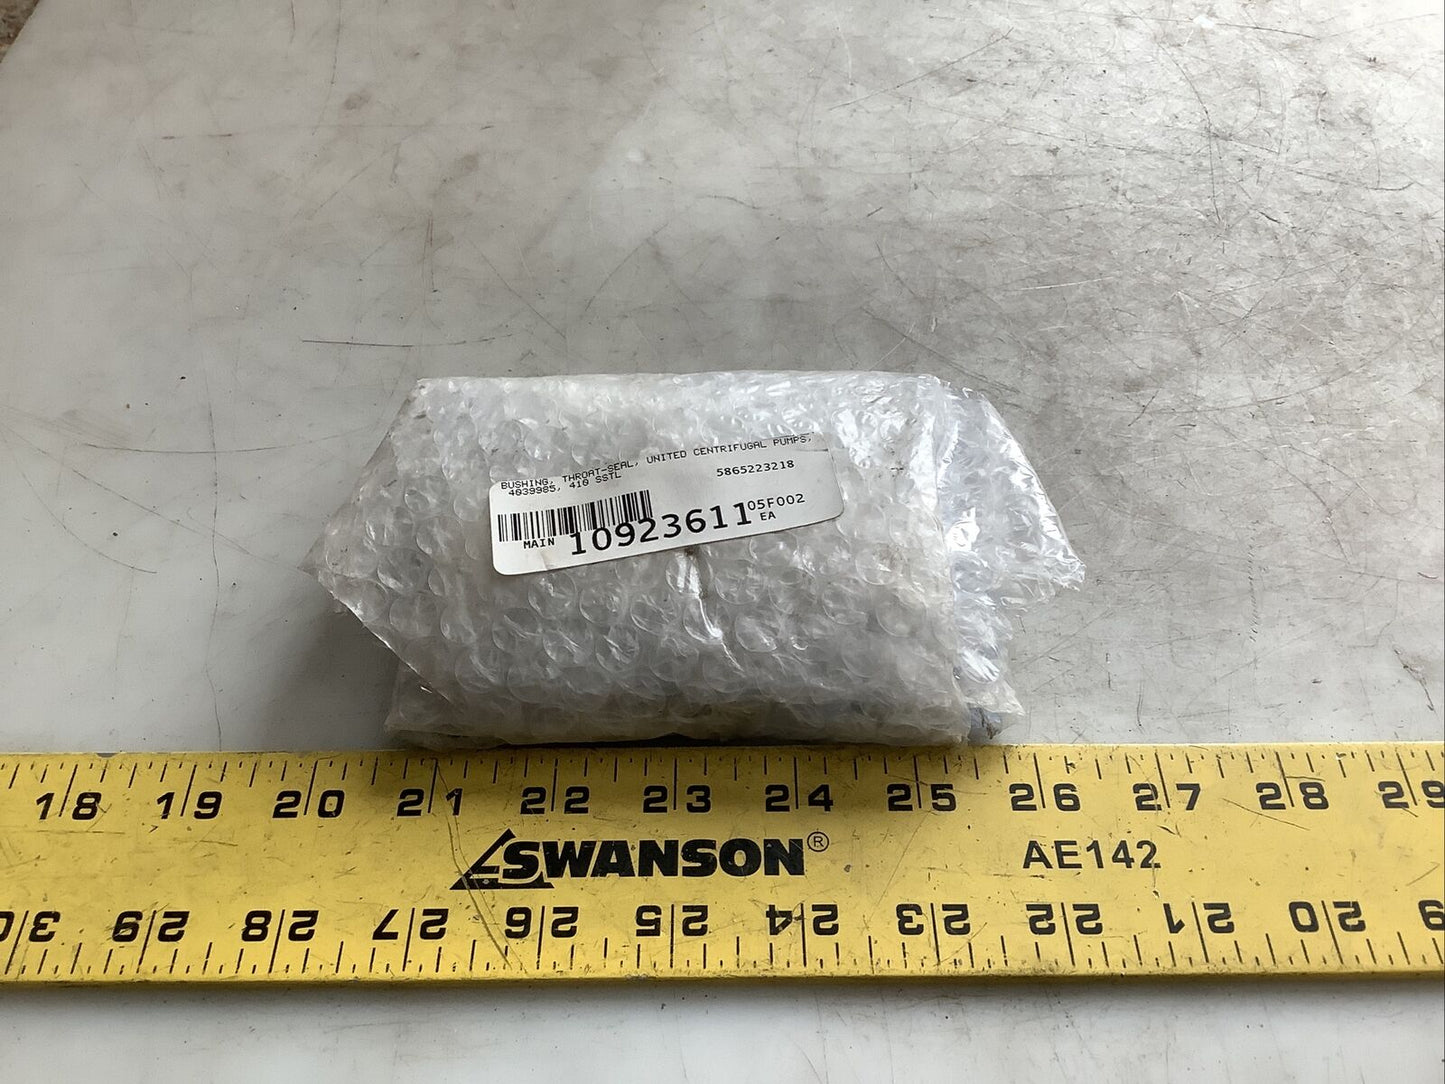 BUSHING, THROAT-SEAL, UNITED CENTRIFUGAL PUMPS,
4039985, 410 SSTL 5865223218
MAIN 10923611 05F002
EA
18 19 20 21 22 23 24 25 26 27 28 29
SWANSON® AE142
30 29 28 27 26 25 24 23 22 21 20 19